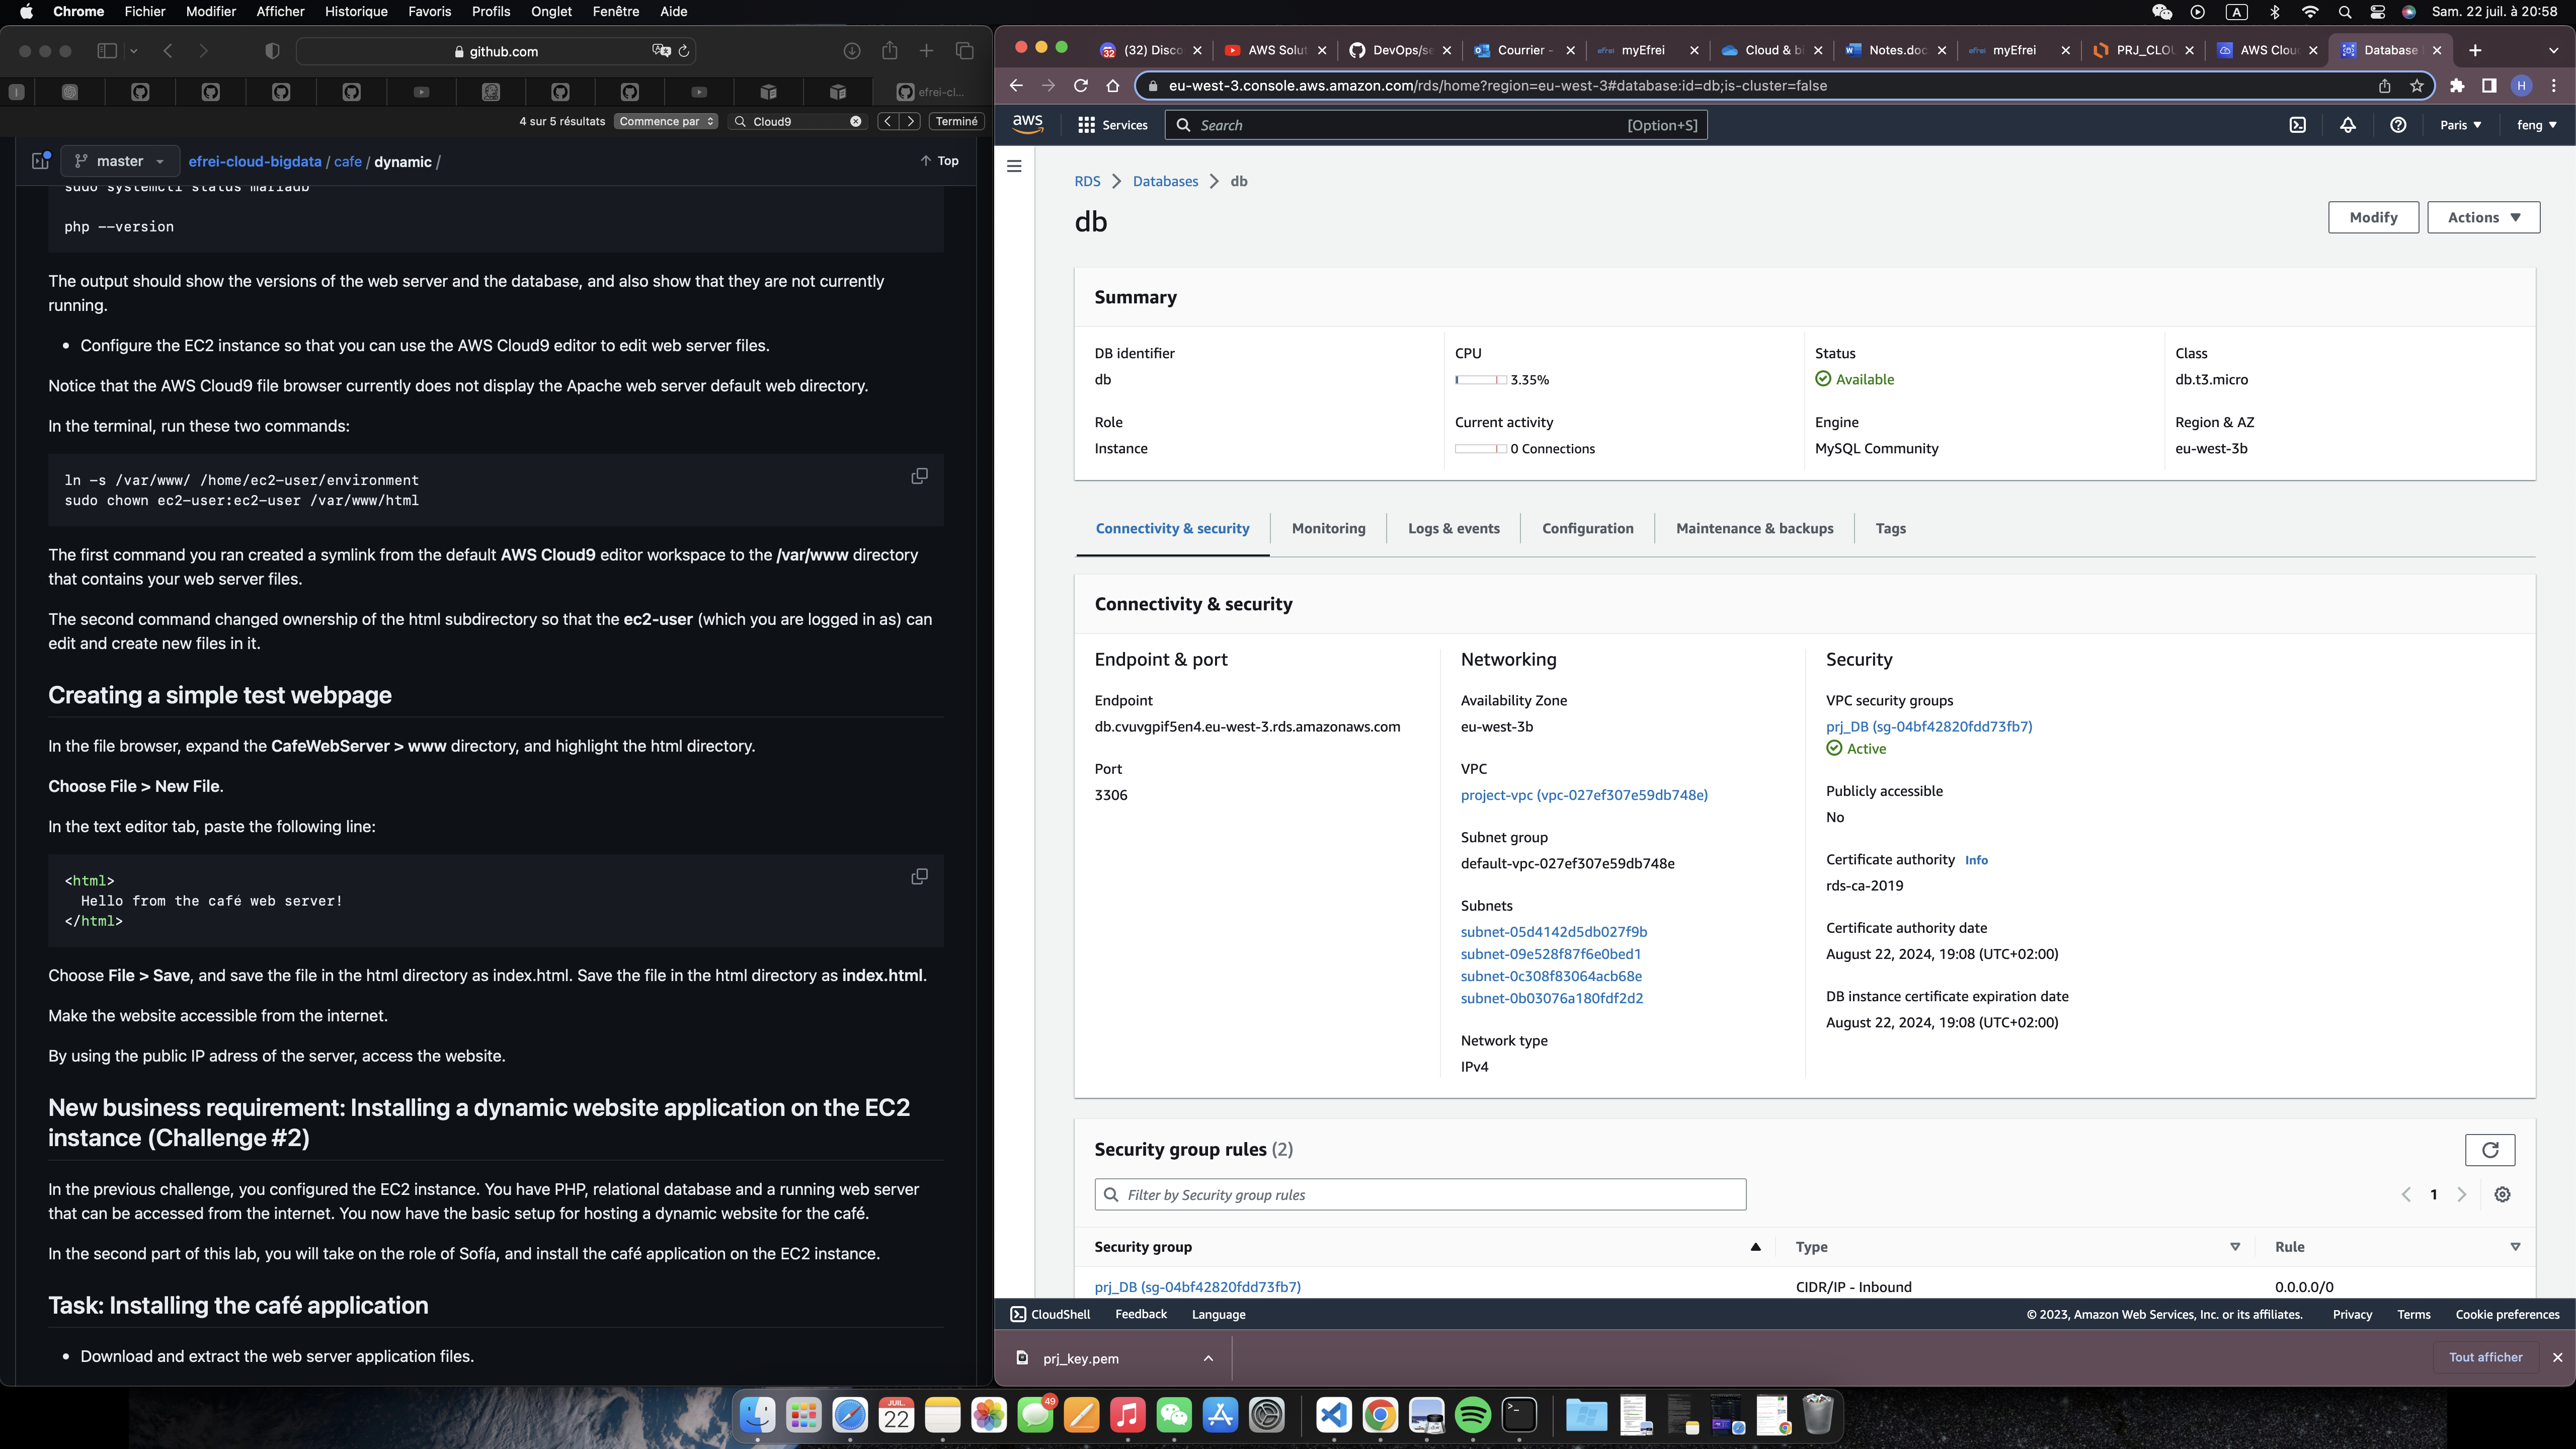 Chrome Fichier Modifier Afficher Historique Favoris Profils Onglet Fenêtre Aide
A Sam. 22 juil. à 20:58
github.com
efrei-cl...
4 sur 5 résultats Commence par Cloud9 Terminé
master efrei-cloud-bigdata / cafe / dynamic / Top
sudo systemctl status mariadb
php --version
The output should show the versions of the web server and the database, and also show that they are not currently
running.
• Configure the EC2 instance so that you can use the AWS Cloud9 editor to edit web server files.
Notice that the AWS Cloud9 file browser currently does not display the Apache web server default web directory.
In the terminal, run these two commands:
ln -s /var/www/ /home/ec2-user/environment
sudo chown ec2-user:ec2-user /var/www/html
The first command you ran created a symlink from the default AWS Cloud9 editor workspace to the /var/www directory
that contains your web server files.
The second command changed ownership of the html subdirectory so that the ec2-user (which you are logged in as) can
edit and create new files in it.
Creating a simple test webpage
In the file browser, expand the CafeWebServer > www directory, and highlight the html directory.
Choose File > New File.
In the text editor tab, paste the following line:
<html>
Hello from the café web server!
</html>
Choose File > Save, and save the file in the html directory as index.html. Save the file in the html directory as index.html.
Make the website accessible from the internet.
By using the public IP adress of the server, access the website.
New business requirement: Installing a dynamic website application on the EC2
instance (Challenge #2)
In the previous challenge, you configured the EC2 instance. You have PHP, relational database and a running web server
that can be accessed from the internet. You now have the basic setup for hosting a dynamic website for the café.
In the second part of this lab, you will take on the role of Sofía, and install the café application on the EC2 instance.
Task: Installing the café application
• Download and extract the web server application files.
(32) Disco AWS Solut DevOps/se Courrier - myEfrei Cloud & bi Notes.doc myEfrei PRJ_CLOU AWS Clou Database
eu-west-3.console.aws.amazon.com/rds/home?region=eu-west-3#database:id=db;is-cluster=false
H
aws Services Search [Option+S] Paris feng
RDS > Databases > db
db
Modify Actions
Summary
DB identifier
db
CPU
3.35%
Status
Available
Class
db.t3.micro
Role
Instance
Current activity
0 Connections
Engine
MySQL Community
Region & AZ
eu-west-3b
Connectivity & security Monitoring Logs & events Configuration Maintenance & backups Tags
Connectivity & security
Endpoint & port
Endpoint
db.cvuvgpif5en4.eu-west-3.rds.amazonaws.com
Port
3306
Networking
Availability Zone
eu-west-3b
VPC
project-vpc (vpc-027ef307e59db748e)
Subnet group
default-vpc-027ef307e59db748e
Subnets
subnet-05d4142d5db027f9b
subnet-09e528f87f6e0bed1
subnet-0c308f83064acb68e
subnet-0b03076a180fdf2d2
Network type
IPv4
Security
VPC security groups
prj_DB (sg-04bf42820fdd73fb7)
Active
Publicly accessible
No
Certificate authority Info
rds-ca-2019
Certificate authority date
August 22, 2024, 19:08 (UTC+02:00)
DB instance certificate expiration date
August 22, 2024, 19:08 (UTC+02:00)
Security group rules (2)
Filter by Security group rules
1
Security group Type Rule
prj_DB (sg-04bf42820fdd73fb7) CIDR/IP - Inbound 0.0.0.0/0
CloudShell Feedback Language © 2023, Amazon Web Services, Inc. or its affiliates. Privacy Terms Cookie preferences
prj_key.pem Tout afficher
JUIL.
22
49